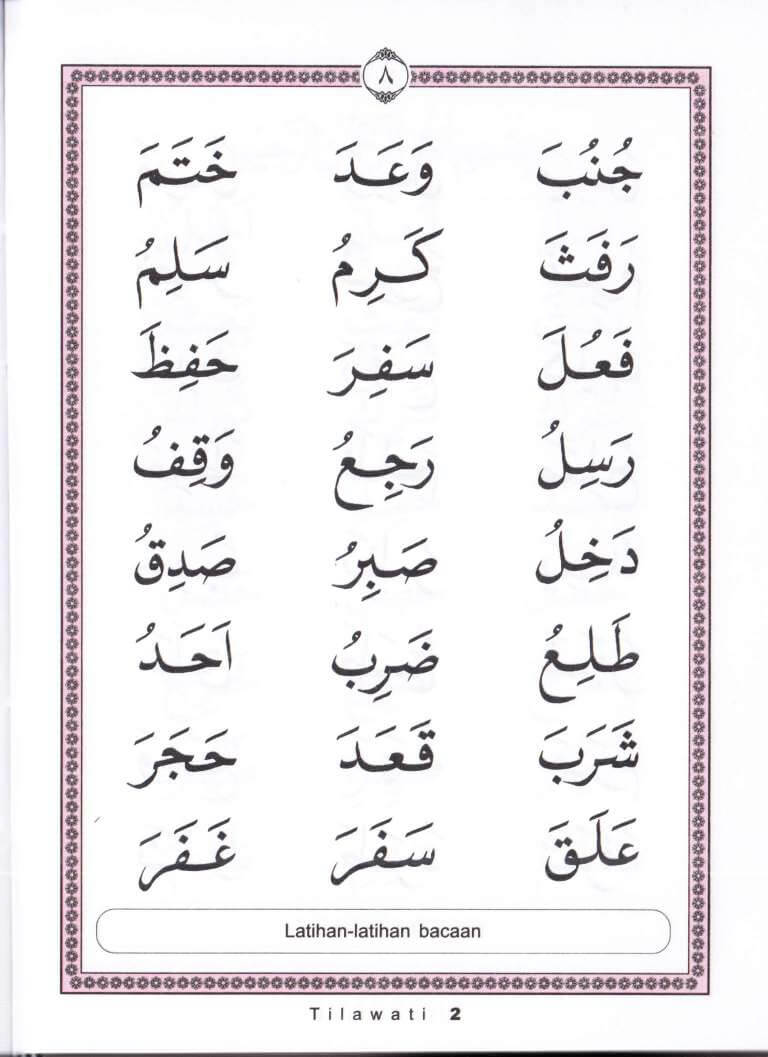 ٨
جُنُبَ وَعَدَ خَتَمَ
رَفَثَ كَرِمُ سَلِمُ
فَعُلَ سَفِرَ حَفِظَ
رَسِلُ رَجِعُ وَقِفُ
دَخِلُ صَبِرُ صَدِقُ
طَلِعُ ضَرِبُ اَحَدُ
شَرَبَ قَعَدَ حَجَرَ
عَلَقَ سَفَرَ غَفَرَ
Latihan-latihan bacaan
Tilawati 2